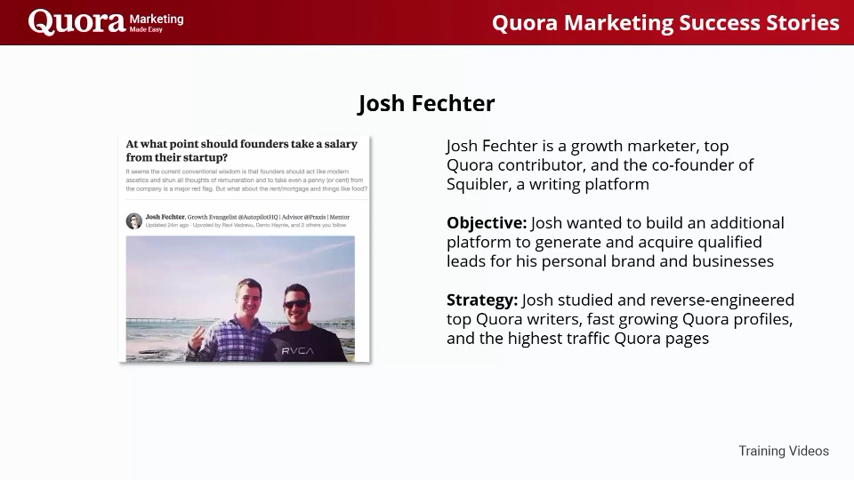 Quora Marketing
Made Easy
Quora Marketing Success Stories
Josh Fechter
At what point should founders take a salary
from their startup?
It seems the current conventional wisdom is that founders should act like modern
ascetics and shun all thoughts of remuneration and to take even a penny (or cent) from
the company is a major red flag. But what about the rent/mortgage and things like food?
Josh Fechter, Growth Evangelist @AutopilotHQ | Advisor @Praxis | Mentor
Updated 24m ago · Upvoted by Ravi Vadrevu, Dento Haynie, and 2 others you follow
RVCA
Josh Fechter is a growth marketer, top
Quora contributor, and the co-founder of
Squibler, a writing platform
Objective: Josh wanted to build an additional
platform to generate and acquire qualified
leads for his personal brand and businesses
Strategy: Josh studied and reverse-engineered
top Quora writers, fast growing Quora profiles,
and the highest traffic Quora pages
Training Videos